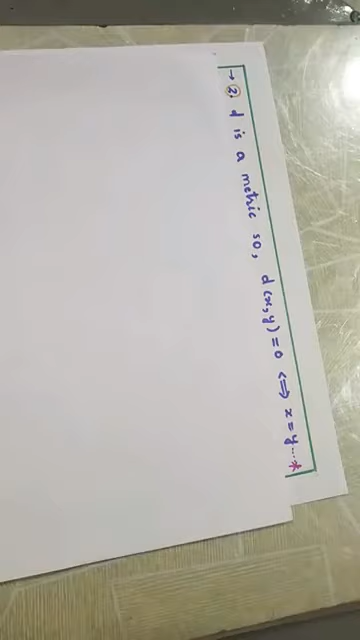 → ②. d is a metric so, d(x,y) = 0 <=> x = y ...*